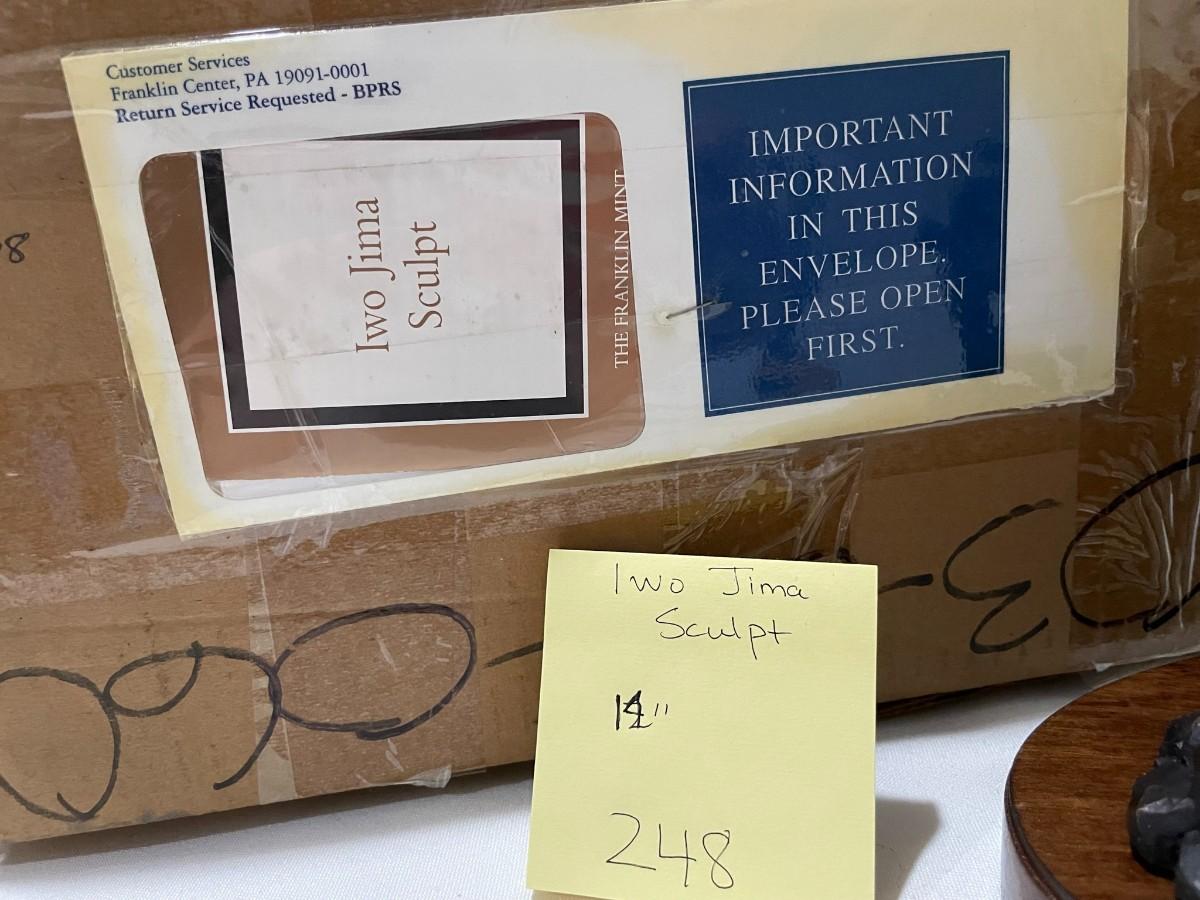 Customer Services
Franklin Center, PA 19091-0001
Return Service Requested - BPRS
Iwo Jima
Sculpt
THE FRANKLIN MINT
IMPORTANT
INFORMATION
IN THIS
ENVELOPE.
PLEASE OPEN
FIRST.
Iwo Jima
Sculpt
248